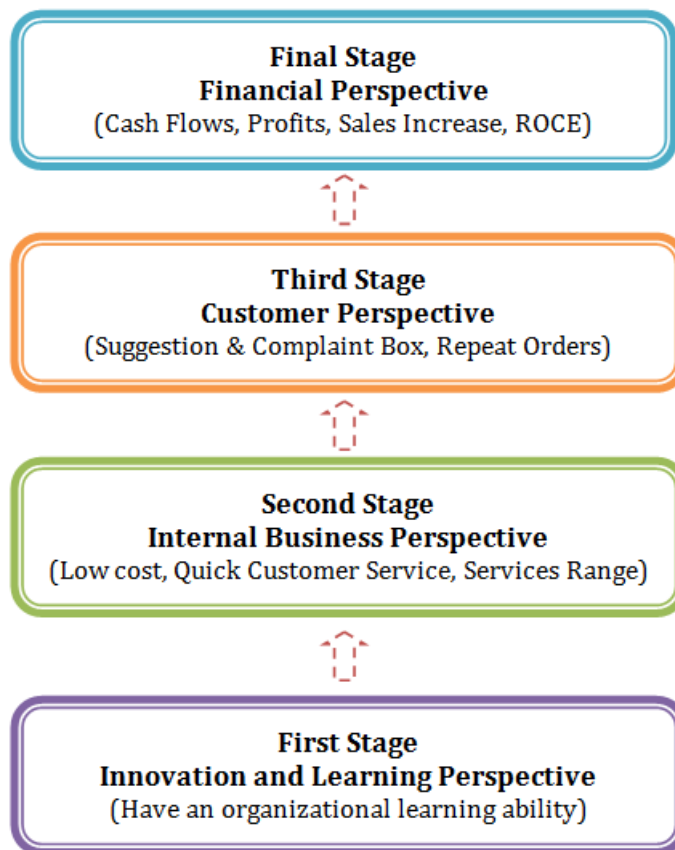 Final Stage
Financial Perspective
(Cash Flows, Profits, Sales Increase, ROCE)
Third Stage
Customer Perspective
(Suggestion & Complaint Box, Repeat Orders)
Second Stage
Internal Business Perspective
(Low cost, Quick Customer Service, Services Range)
First Stage
Innovation and Learning Perspective
(Have an organizational learning ability)